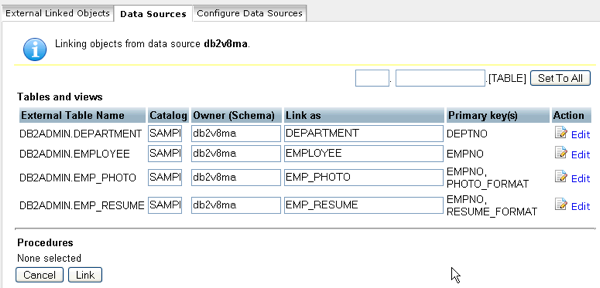 External Linked Objects Data Sources Configure Data Sources
Linking objects from data source db2v8ma.
. .[TABLE] Set To All
Tables and views
External Table Name Catalog Owner (Schema) Link as Primary key(s) Action
DB2ADMIN.DEPARTMENT SAMPI db2v8ma DEPARTMENT DEPTNO Edit
DB2ADMIN.EMPLOYEE SAMPI db2v8ma EMPLOYEE EMPNO Edit
DB2ADMIN.EMP_PHOTO SAMPI db2v8ma EMP_PHOTO EMPNO, PHOTO_FORMAT Edit
DB2ADMIN.EMP_RESUME SAMPI db2v8ma EMP_RESUME EMPNO, RESUME_FORMAT Edit
Procedures
None selected
Cancel Link